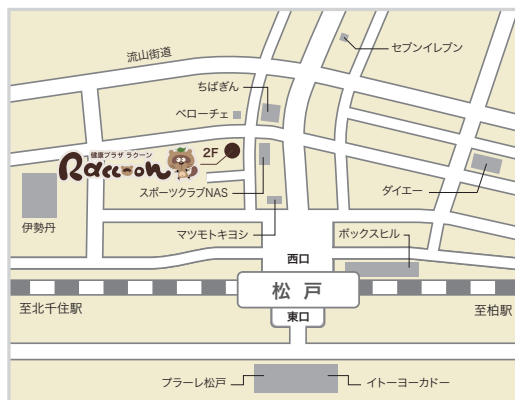 セブンイレブン
流山街道
ちばぎん
ベローチェ
健康プラザ ラクーン
Raccoon
2F
スポーツクラブNAS
ダイエー
伊勢丹
マツモトキヨシ
ボックスヒル
西口
松戸
至北千住駅
至柏駅
東口
プラーレ松戸
イトーヨーカドー